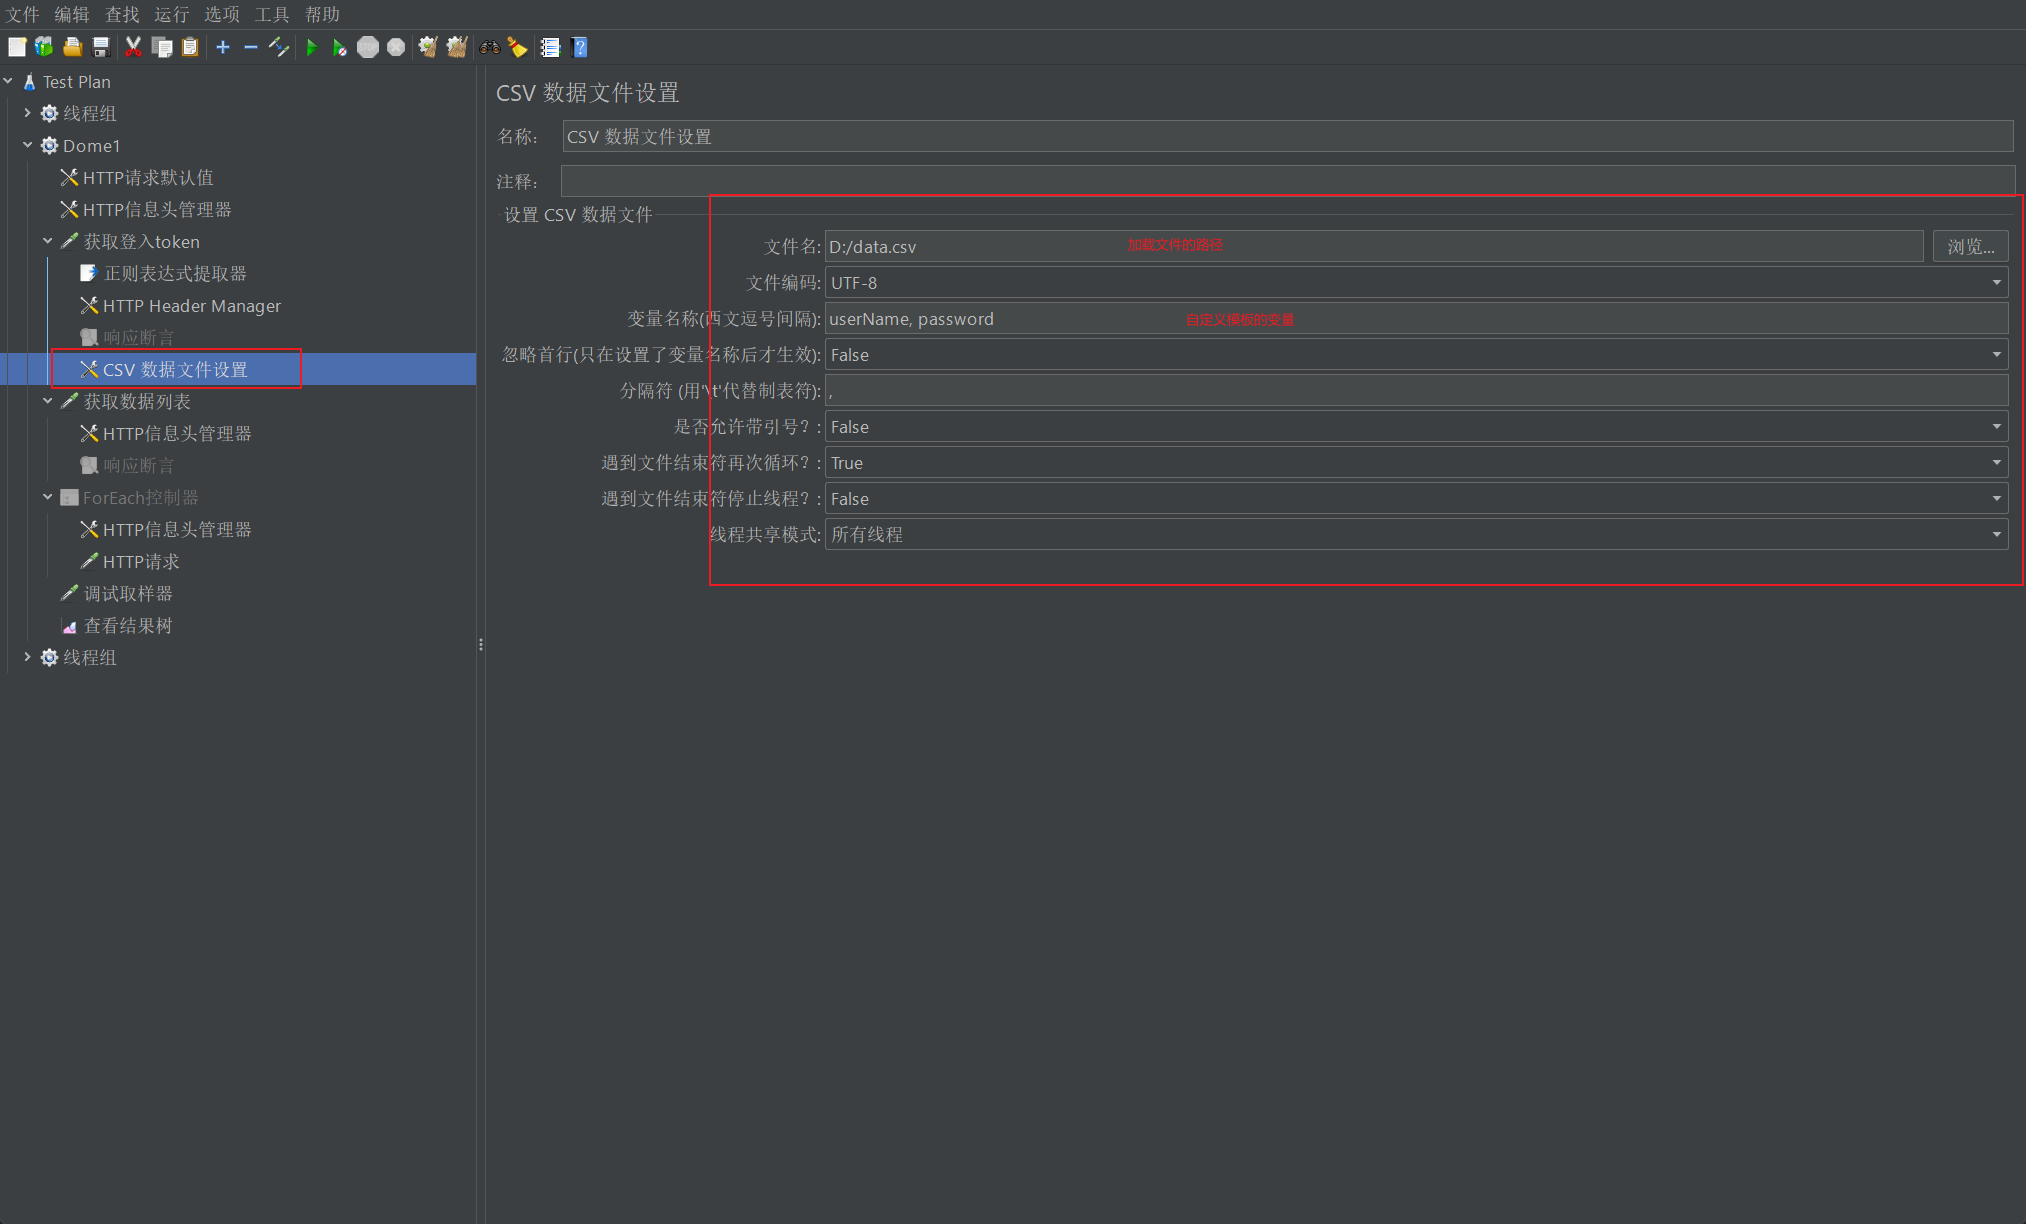 文件 编辑 查找 运行 选项 工具 帮助
Test Plan
线程组
Dome1
HTTP请求默认值
HTTP信息头管理器
获取登入token
正则表达式提取器
HTTP Header Manager
响应断言
CSV 数据文件设置
获取数据列表
HTTP信息头管理器
响应断言
ForEach控制器
HTTP信息头管理器
HTTP请求
调试取样器
查看结果树
线程组
CSV 数据文件设置
名称: CSV 数据文件设置
注释:
设置 CSV 数据文件
文件名: D:/data.csv 加载文件的路径 浏览...
文件编码: UTF-8
变量名称(西文逗号间隔): userName, password 自定义模板的变量
忽略首行(只在设置了变量名称后才生效): False
分隔符 (用'\t'代替制表符): ,
是否允许带引号? : False
遇到文件结束符再次循环? : True
遇到文件结束符停止线程? : False
线程共享模式: 所有线程